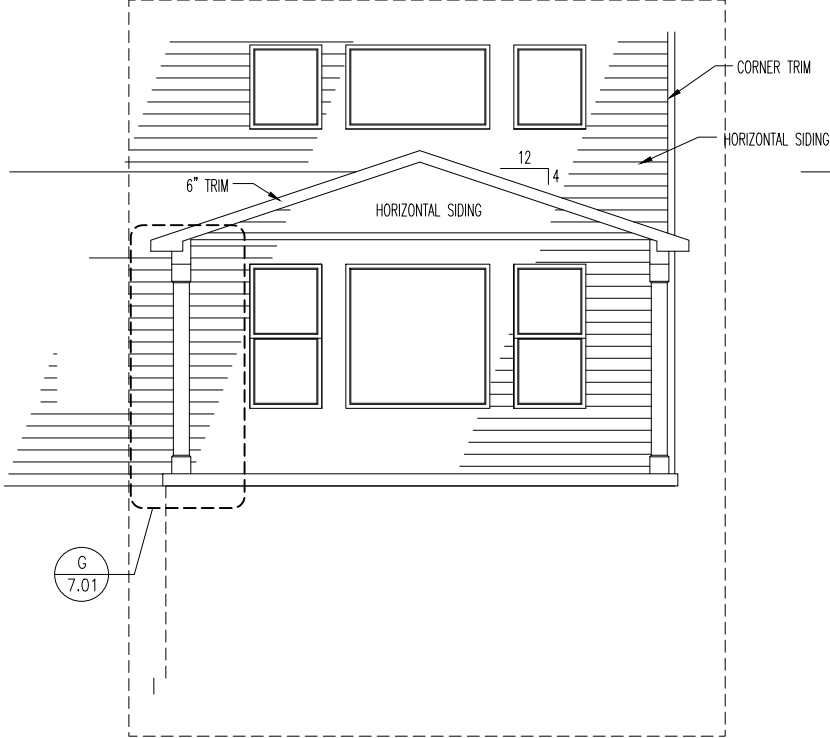 CORNER TRIM
HORIZONTAL SIDING
12
4
6" TRIM
HORIZONTAL SIDING
G
7.01